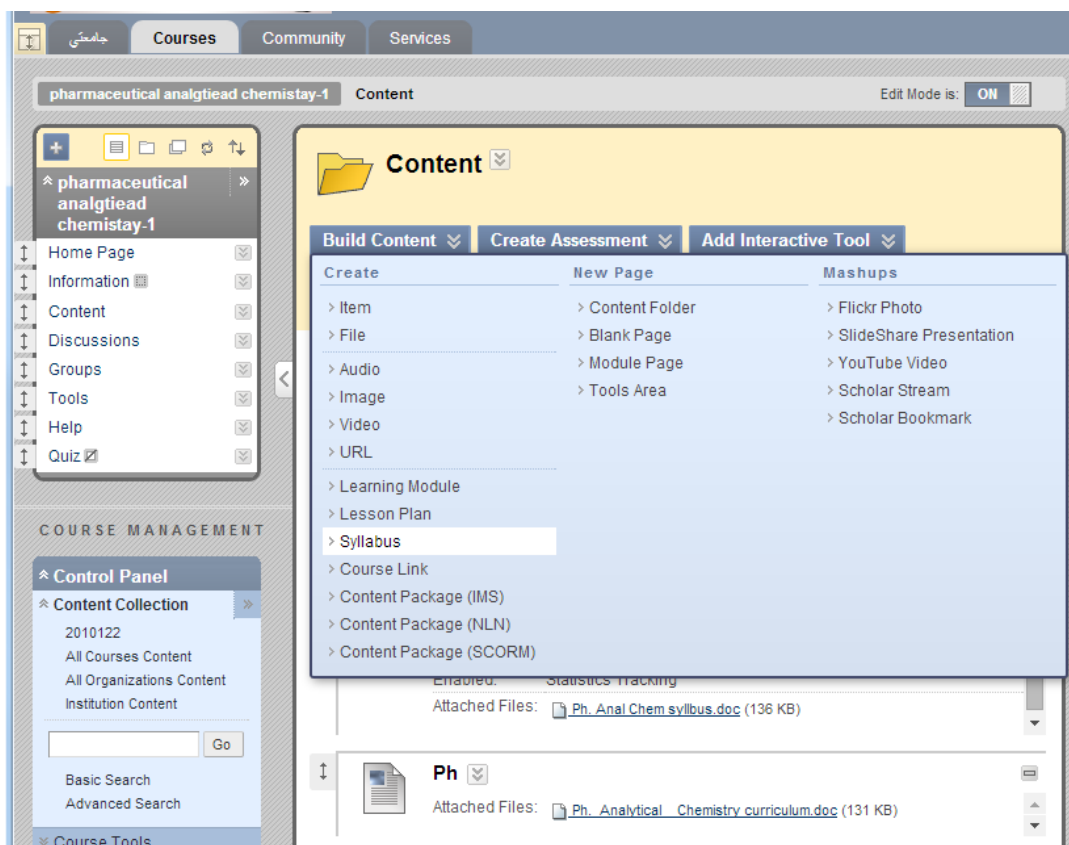 جامعتي Courses Community Services
pharmaceutical analgtiead chemistay-1 Content Edit Mode is: ON
pharmaceutical
analgtiead
chemistay-1
Home Page
Information
Content
Discussions
Groups
Tools
Help
Quiz
COURSE MANAGEMENT
Control Panel
Content Collection
2010122
All Courses Content
All Organizations Content
Institution Content
Go
Basic Search
Advanced Search
Course Tools
Content
Build Content Create Assessment Add Interactive Tool
Create
Item
File
Audio
Image
Video
URL
Learning Module
Lesson Plan
Syllabus
Course Link
Content Package (IMS)
Content Package (NLN)
Content Package (SCORM)
New Page
Content Folder
Blank Page
Module Page
Tools Area
Mashups
Flickr Photo
SlideShare Presentation
YouTube Video
Scholar Stream
Scholar Bookmark
Enabled: Statistics Tracking
Attached Files: Ph. Anal Chem syllbus.doc (136 KB)
Ph
Attached Files: Ph. Analytical Chemistry curriculum.doc (131 KB)